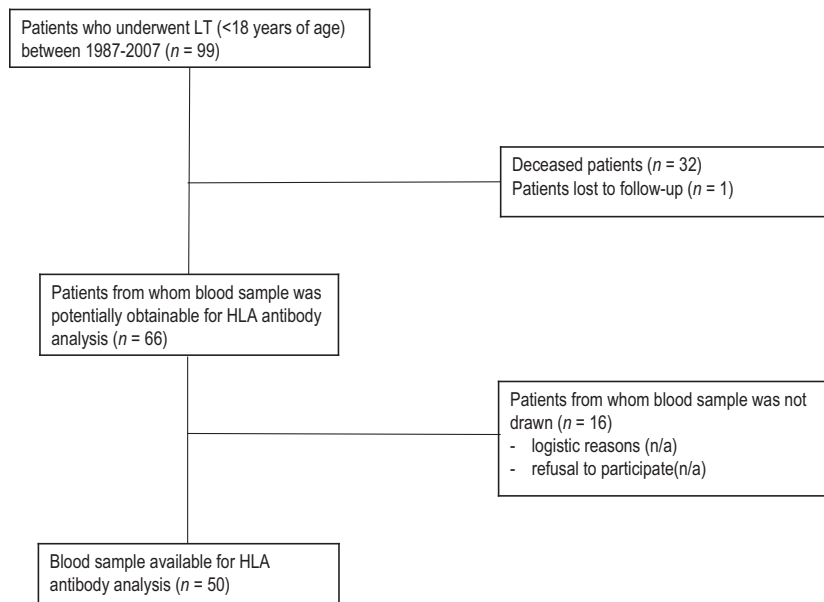 Patients who underwent LT (<18 years of age)
between 1987-2007 (n = 99)
Deceased patients (n = 32)
Patients lost to follow-up (n = 1)
Patients from whom blood sample was
potentially obtainable for HLA antibody
analysis (n = 66)
Patients from whom blood sample was not
drawn (n = 16)
- logistic reasons (n/a)
- refusal to participate(n/a)
Blood sample available for HLA
antibody analysis (n = 50)